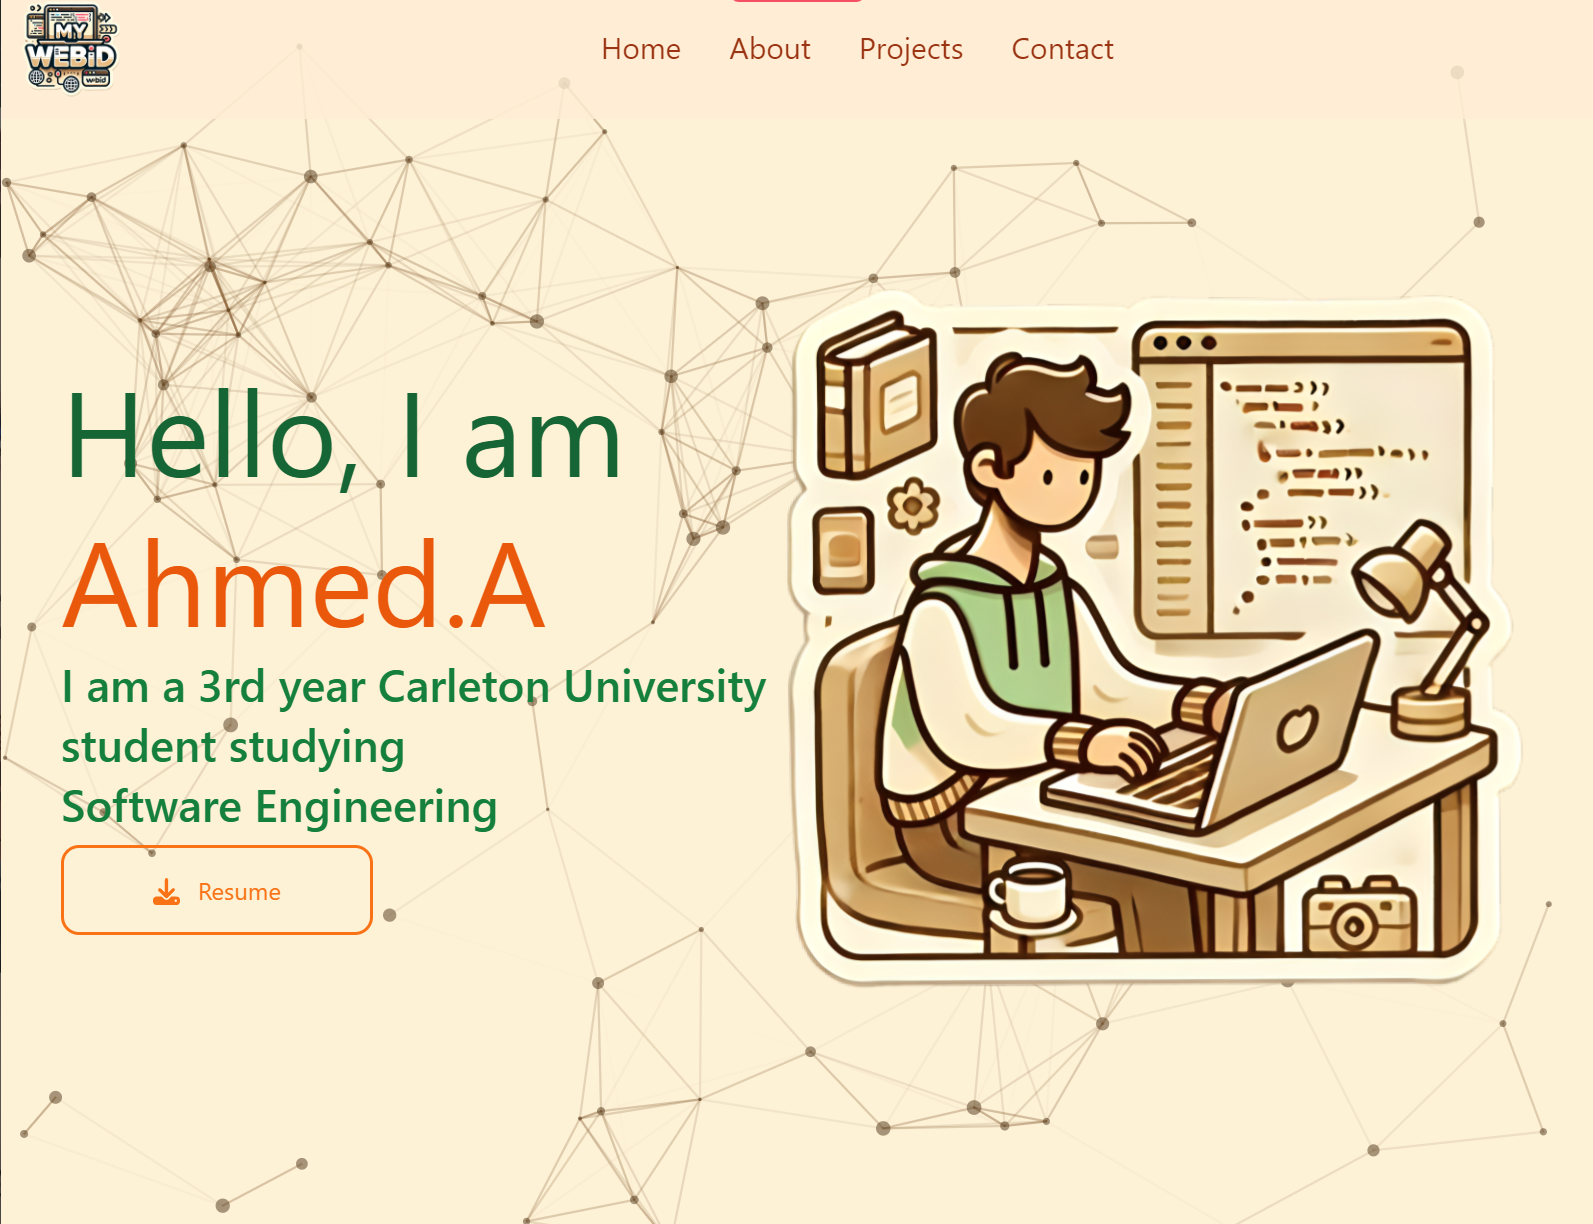 MY
WEBiD
webid
Home About Projects Contact
Hello, I am
Ahmed.A
I am a 3rd year Carleton University
student studying
Software Engineering
Resume